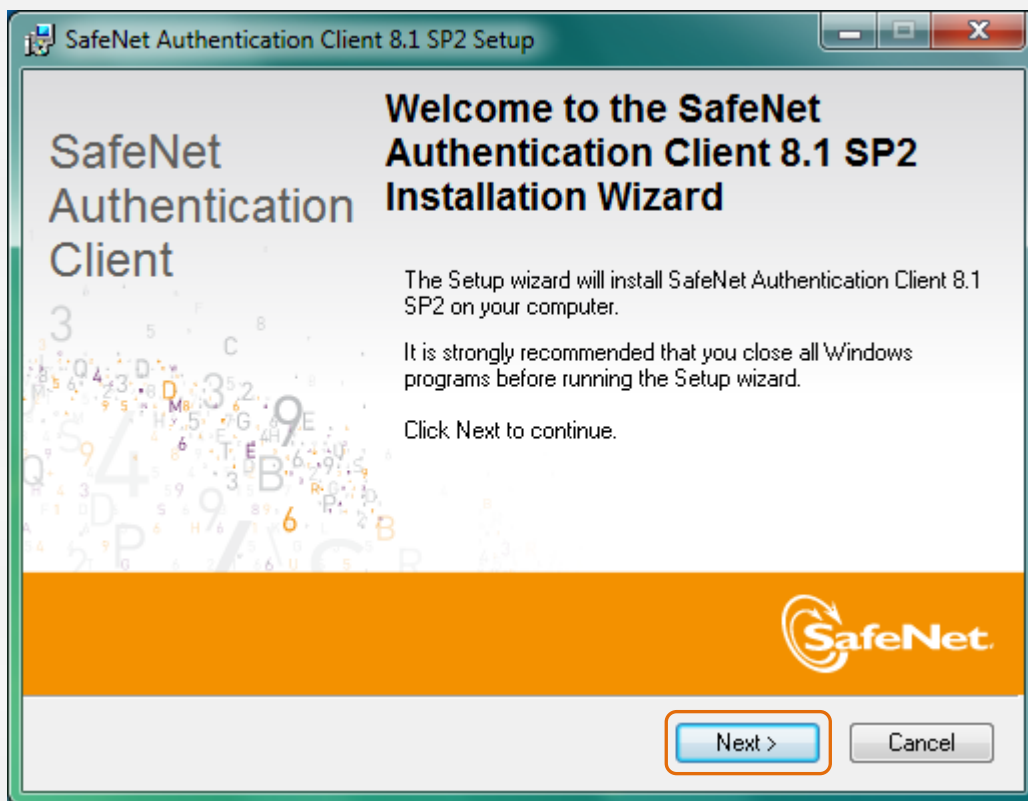 SafeNet Authentication Client 8.1 SP2 Setup
SafeNet
Authentication
Client
Welcome to the SafeNet
Authentication Client 8.1 SP2
Installation Wizard
The Setup wizard will install SafeNet Authentication Client 8.1
SP2 on your computer.
It is strongly recommended that you close all Windows
programs before running the Setup wizard.
Click Next to continue.
SafeNet.
Next >
Cancel